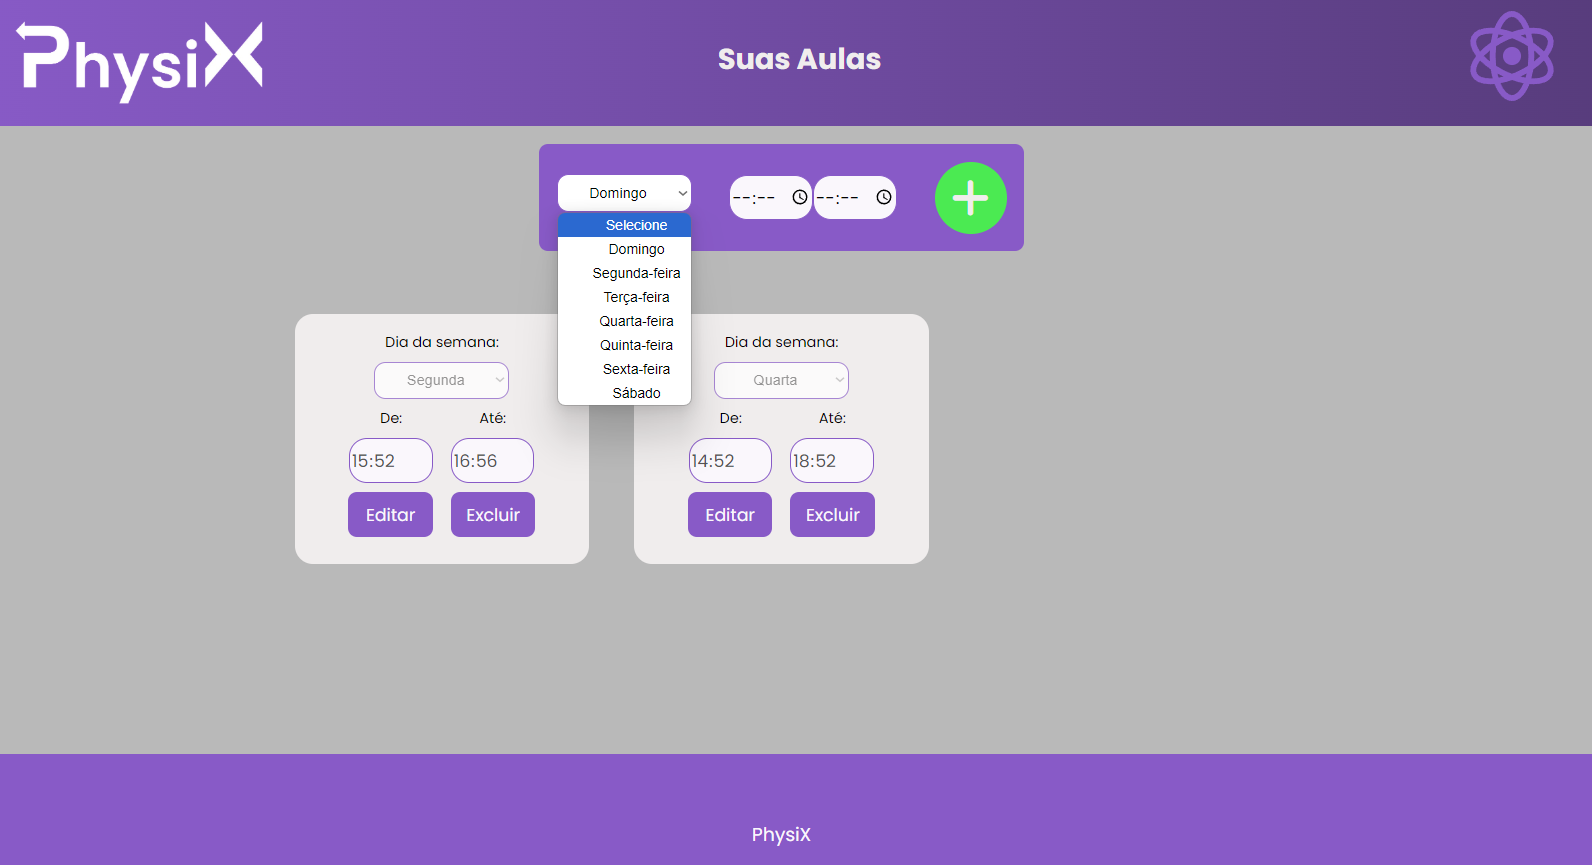 PhysiX
Suas Aulas
Domingo
--:-- --:--
Selecione
Domingo
Segunda-feira
Terça-feira
Quarta-feira
Quinta-feira
Sexta-feira
Sábado
Dia da semana:
Segunda
De: Até:
15:52 16:56
Editar Excluir
Dia da semana:
Quarta
De: Até:
14:52 18:52
Editar Excluir
PhysiX